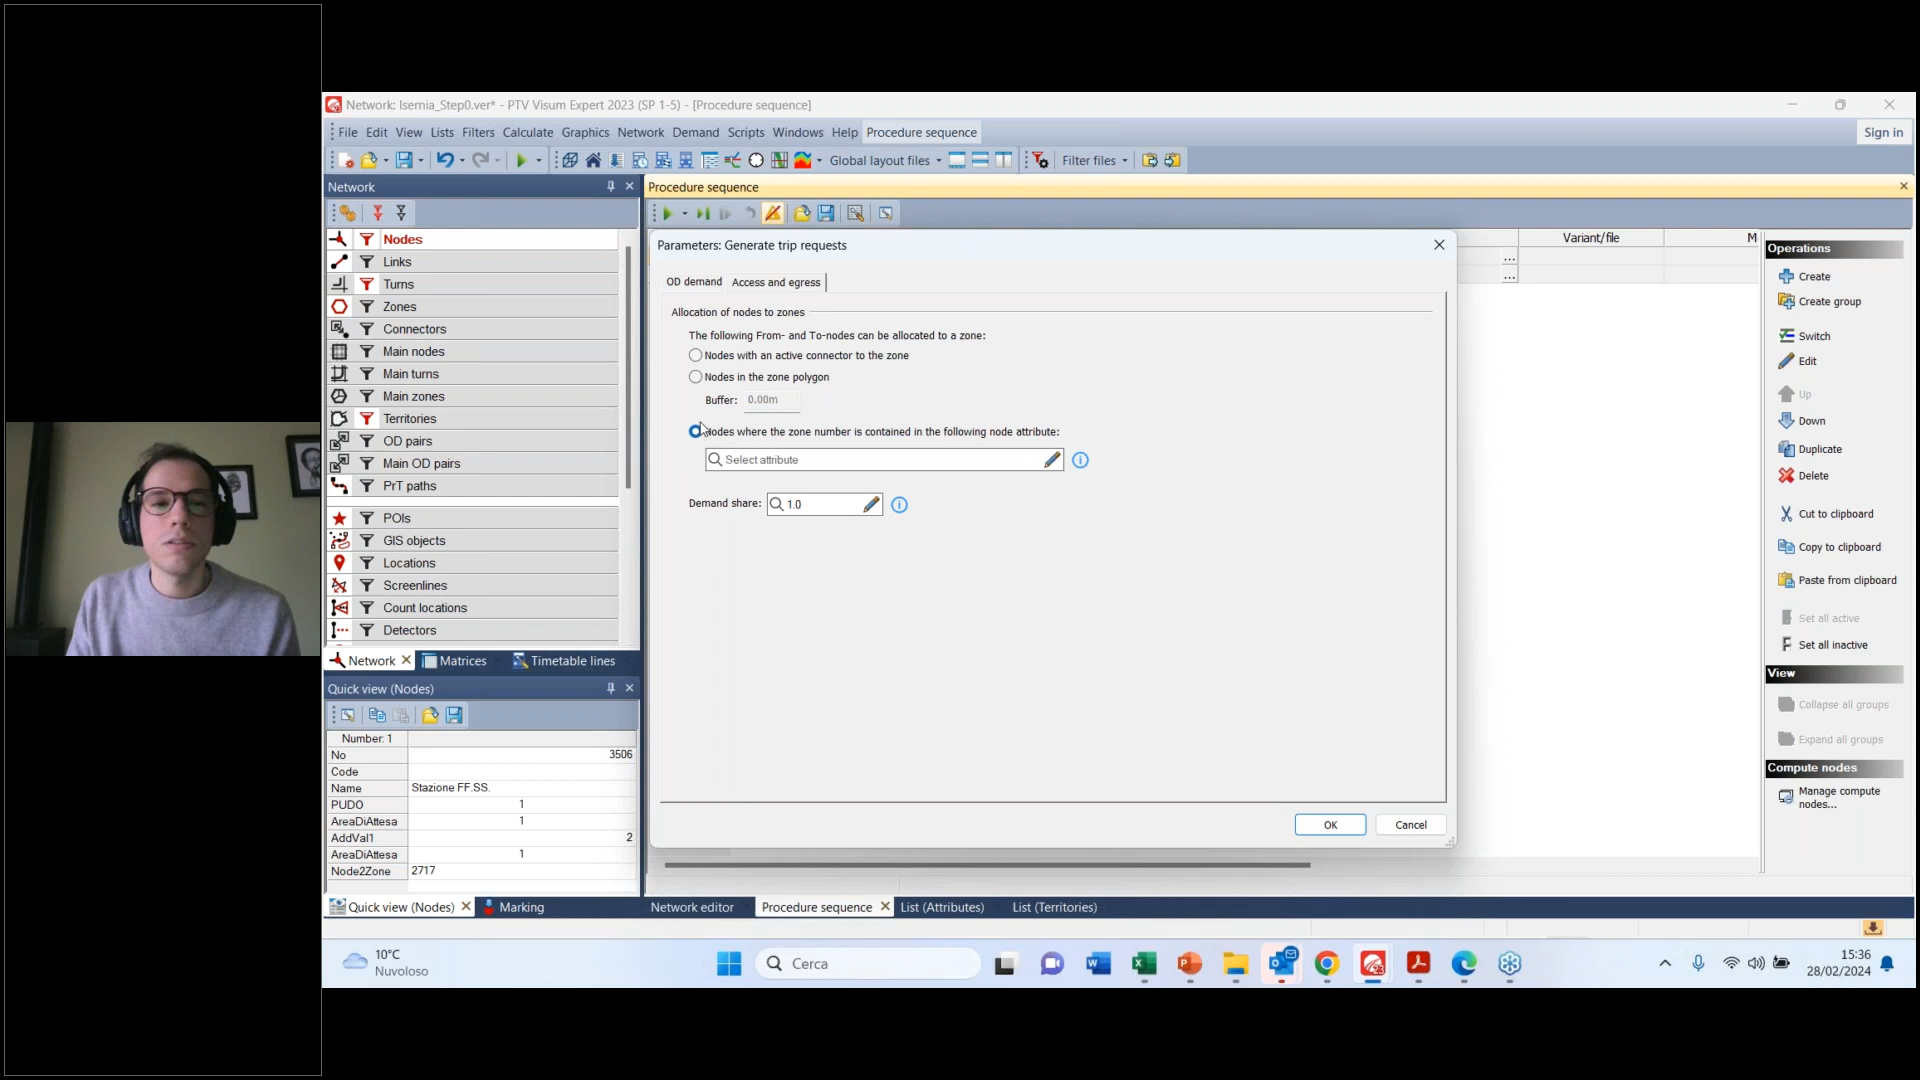 Network: Isernia_Step0.ver* - PTV Visum Expert 2023 (SP 1-5) - [Procedure sequence]
File Edit View Lists Filters Calculate Graphics Network Demand Scripts Windows Help Procedure sequence
Sign in
Global layout files
Filter files
Network
Nodes
Links
Turns
Zones
Connectors
Main nodes
Main turns
Main zones
Territories
OD pairs
Main OD pairs
PrT paths
POIs
GIS objects
Locations
Screenlines
Count locations
Detectors
Network Matrices Timetable lines
Quick view (Nodes)
Number: 1
No 3506
Code
Name Stazione FF.SS.
PUDO 1
AreaDiAttesa 1
AddVal1 2
AreaDiAttesa 1
Node2Zone 2717
Quick view (Nodes) Marking
Procedure sequence
Variant/file M
...
...
Parameters: Generate trip requests
OD demand Access and egress
Allocation of nodes to zones
The following From- and To-nodes can be allocated to a zone:
Nodes with an active connector to the zone
Nodes in the zone polygon
Buffer: 0.00m
Nodes where the zone number is contained in the following node attribute:
Select attribute
Demand share: 1.0
OK Cancel
Network editor Procedure sequence List (Attributes) List (Territories)
Operations
Create
Create group
Switch
Edit
Up
Down
Duplicate
Delete
Cut to clipboard
Copy to clipboard
Paste from clipboard
Set all active
Set all inactive
View
Collapse all groups
Expand all groups
Compute nodes
Manage compute
nodes...
10°C
Nuvoloso
Cerca
15:36
28/02/2024